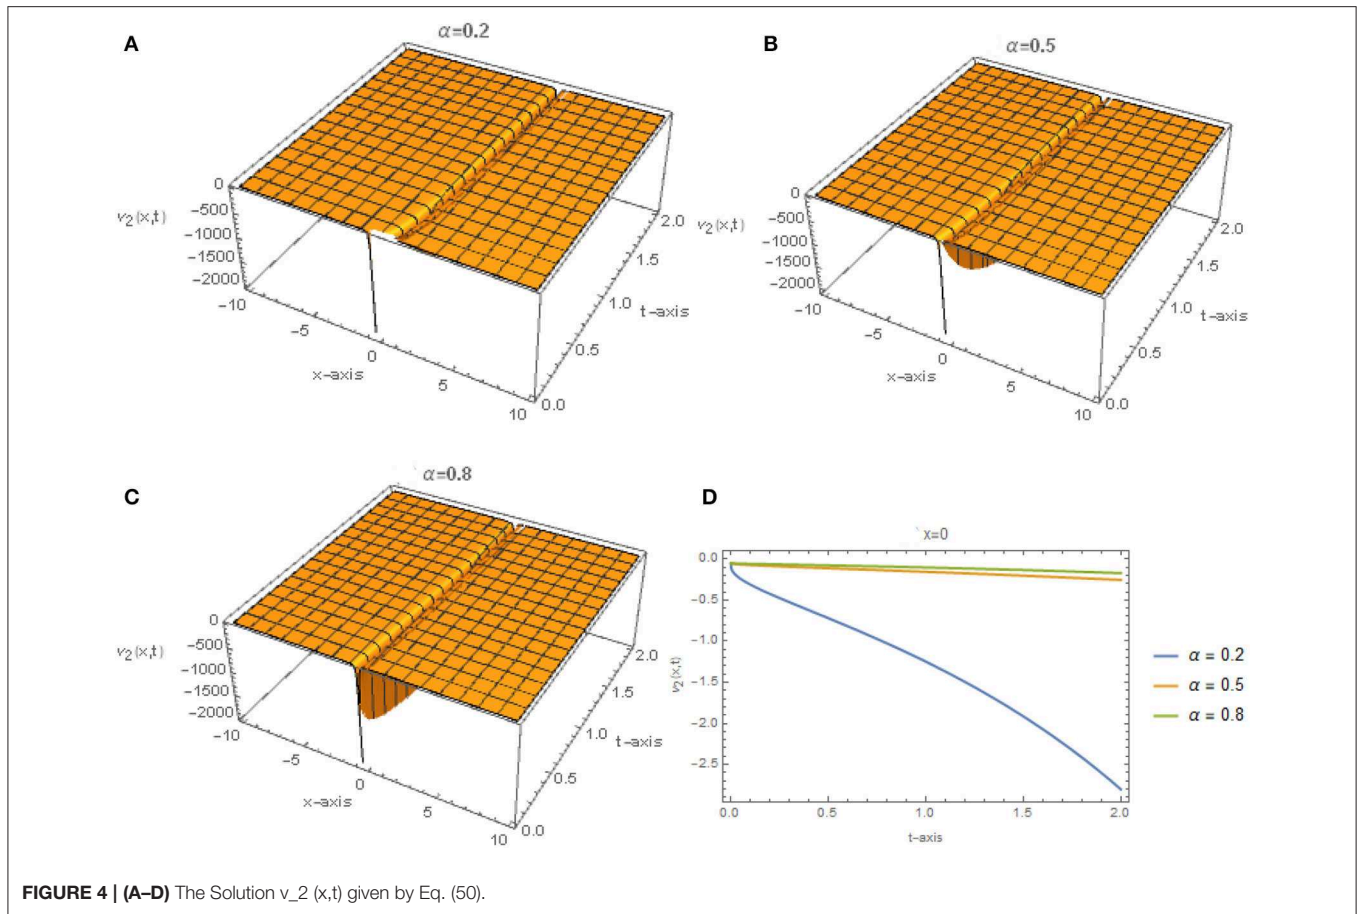 A
α=0.2
0
−500
−1000
−1500
−2000
v₂(x,t)
−10
−5
0
5
10
x−axis
0.0
0.5
1.0
1.5
2.0
t−axis
B
α=0.5
0
−500
−1000
−1500
−2000
v₂(x,t)
−10
−5
0
5
10
x−axis
0.0
0.5
1.0
1.5
2.0
t−axis
C
α=0.8
0
−500
−1000
−1500
−2000
v₂(x,t)
−10
−5
0
5
10
x−axis
0.0
0.5
1.0
1.5
2.0
t−axis
D
x=0
0.0
−0.5
−1.0
−1.5
−2.0
−2.5
v₂(x,t)
0.0 0.5 1.0 1.5 2.0
t−axis
α = 0.2
α = 0.5
α = 0.8
FIGURE 4 | (A–D) The Solution v_2 (x,t) given by Eq. (50).